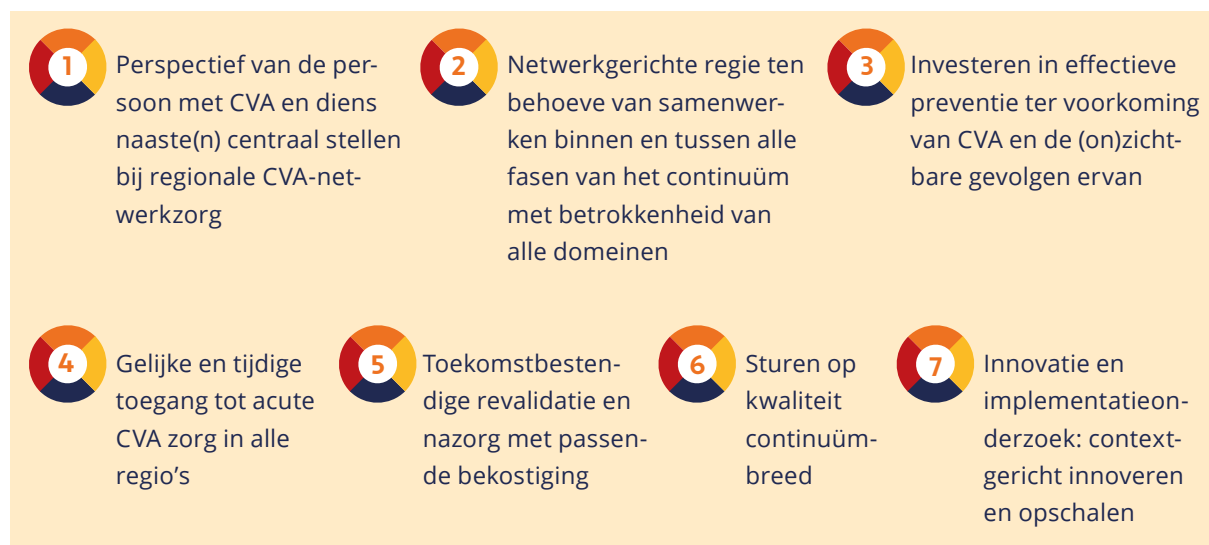 1
Perspectief van de per-
soon met CVA en diens
naaste(n) centraal stellen
bij regionale CVA-net-
werkzorg
2
Netwerkgerichte regie ten
behoeve van samenwer-
ken binnen en tussen alle
fasen van het continuüm
met betrokkenheid van
alle domeinen
3
Investeren in effectieve
preventie ter voorkoming
van CVA en de (on)zicht-
bare gevolgen ervan
4
Gelijke en tijdige
toegang tot acute
CVA zorg in alle
regio’s
5
Toekomstbesten-
dige revalidatie en
nazorg met passen-
de bekostiging
6
Sturen op
kwaliteit
continuüm-
breed
7
Innovatie en
implementatieon-
derzoek: context-
gericht innoveren
en opschalen